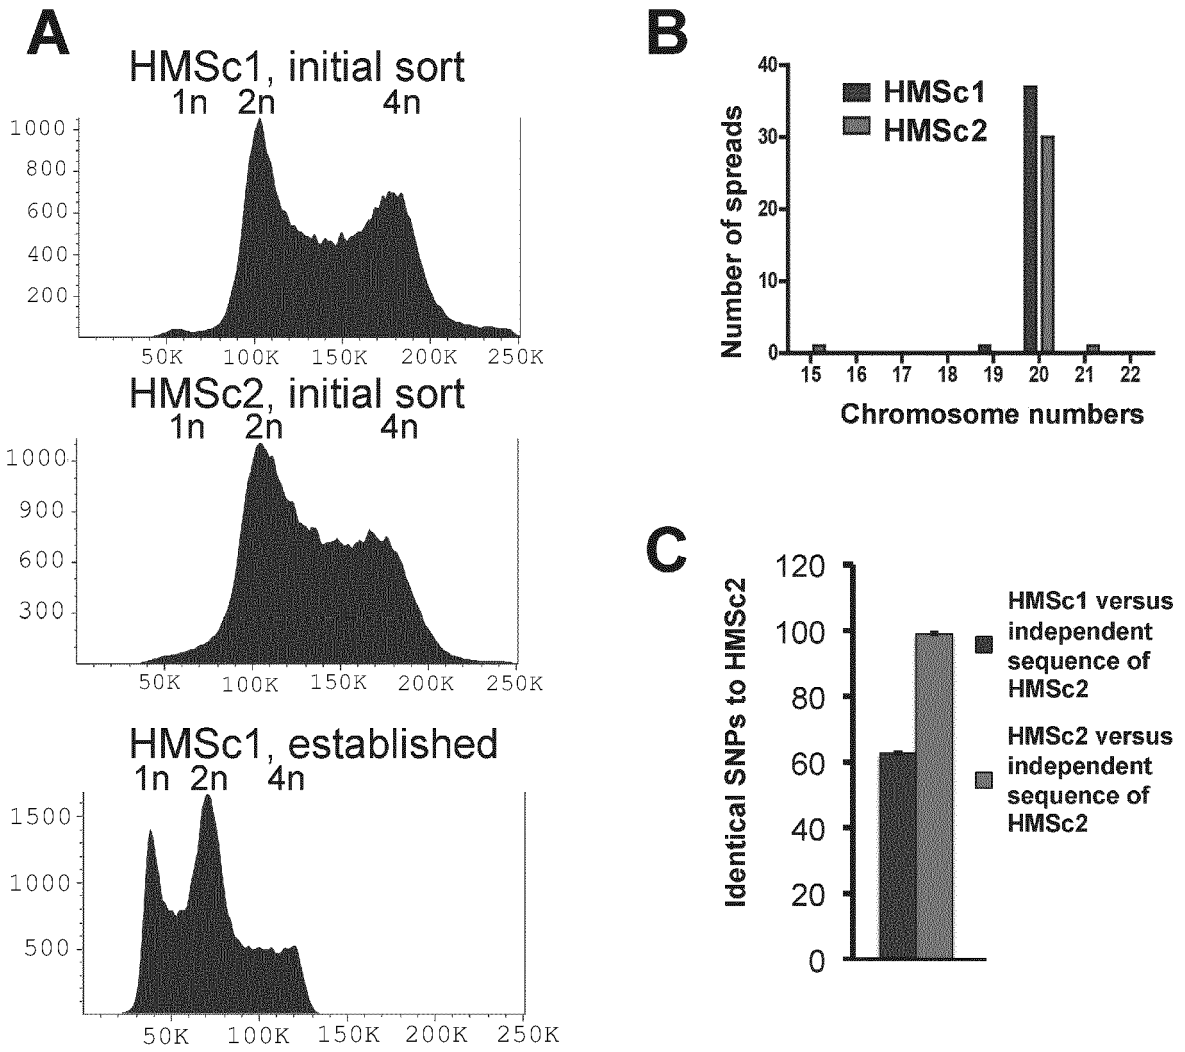 A
HMSc1, initial sort
1n 2n 4n
1000
800
600
400
200
50K 100K 150K 200K 250K
HMSc2, initial sort
1n 2n 4n
1000
900
600
300
50K 100K 150K 200K 250K
HMSc1, established
1n 2n 4n
1500
1000
500
50K 100K 150K 200K 250K
B
Number of spreads
40
30
20
10
0
HMSc1
HMSc2
15 16 17 18 19 20 21 22
Chromosome numbers
C
Identical SNPs to HMSc2
120
100
80
60
40
20
0
HMSc1 versus
independent
sequence of
HMSc2
HMSc2 versus
independent
sequence of
HMSc2